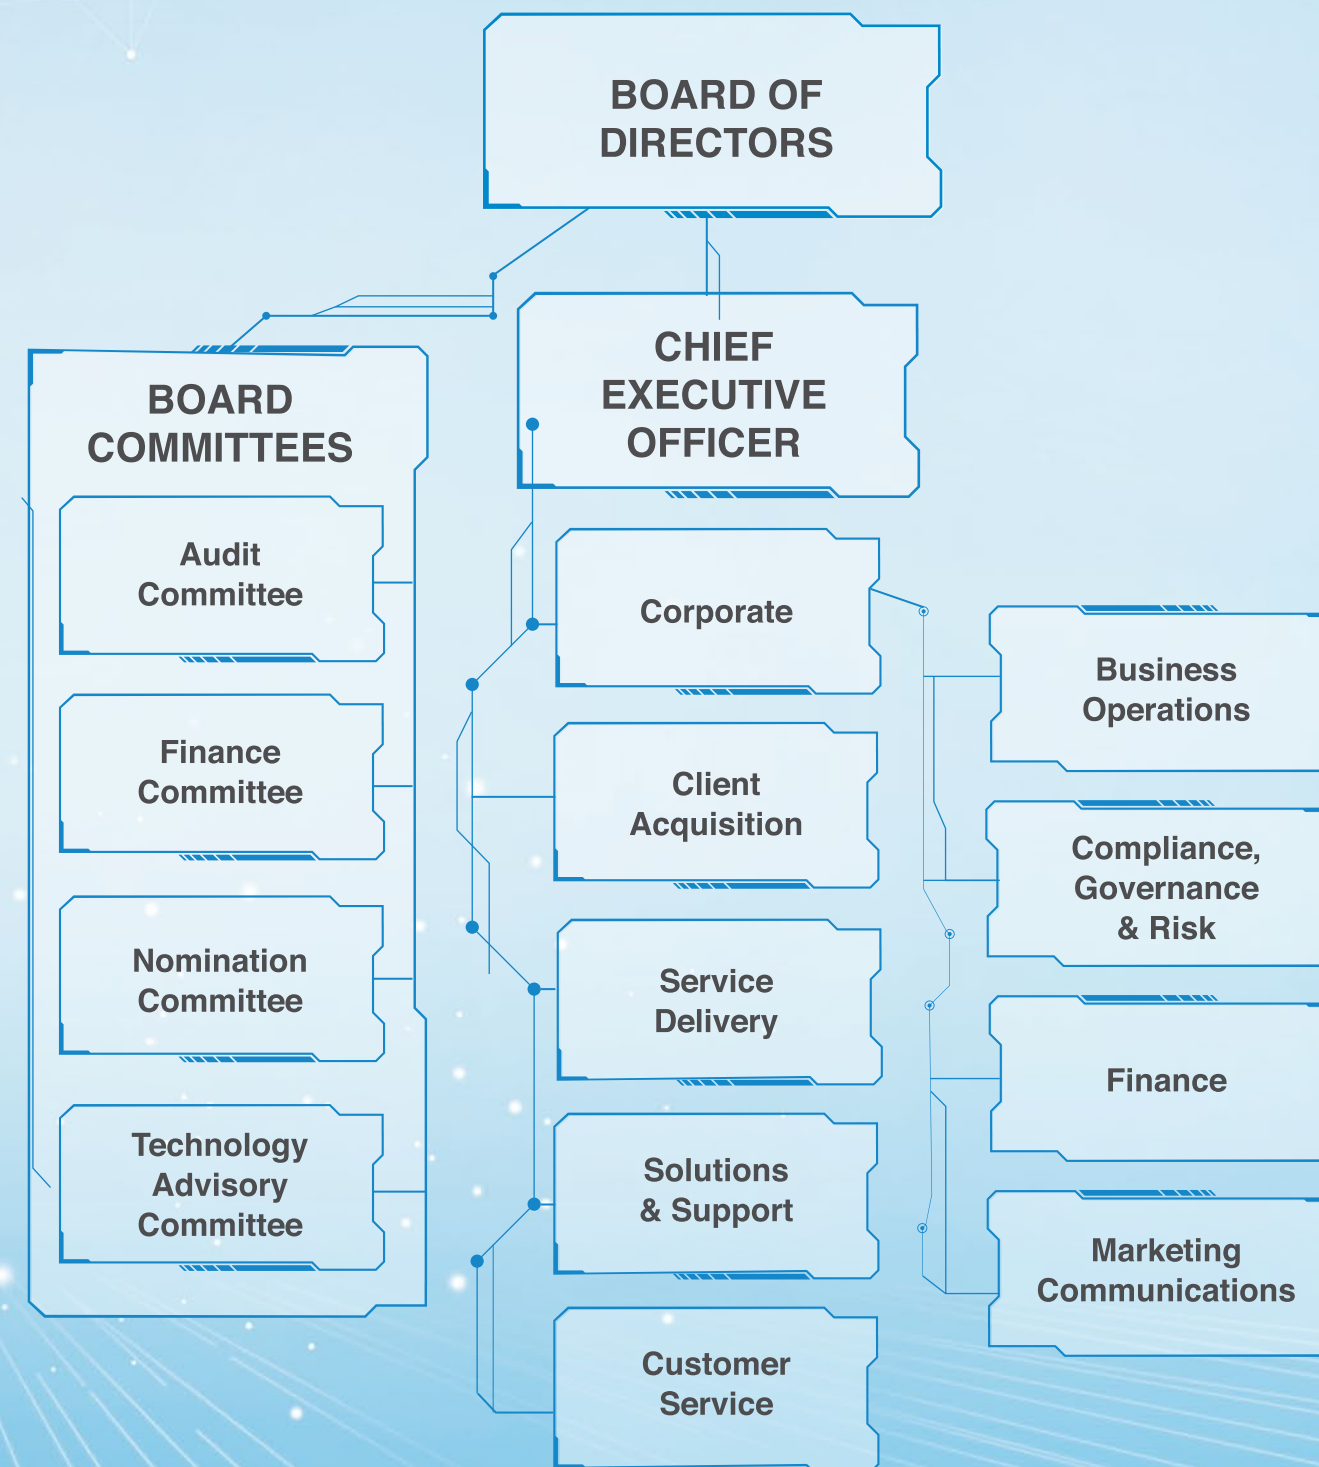 BOARD OF
DIRECTORS
CHIEF
EXECUTIVE
OFFICER
BOARD
COMMITTEES
Audit
Committee
Finance
Committee
Nomination
Committee
Technology
Advisory
Committee
Corporate
Client
Acquisition
Service
Delivery
Solutions
& Support
Customer
Service
Business
Operations
Compliance,
Governance
& Risk
Finance
Marketing
Communications